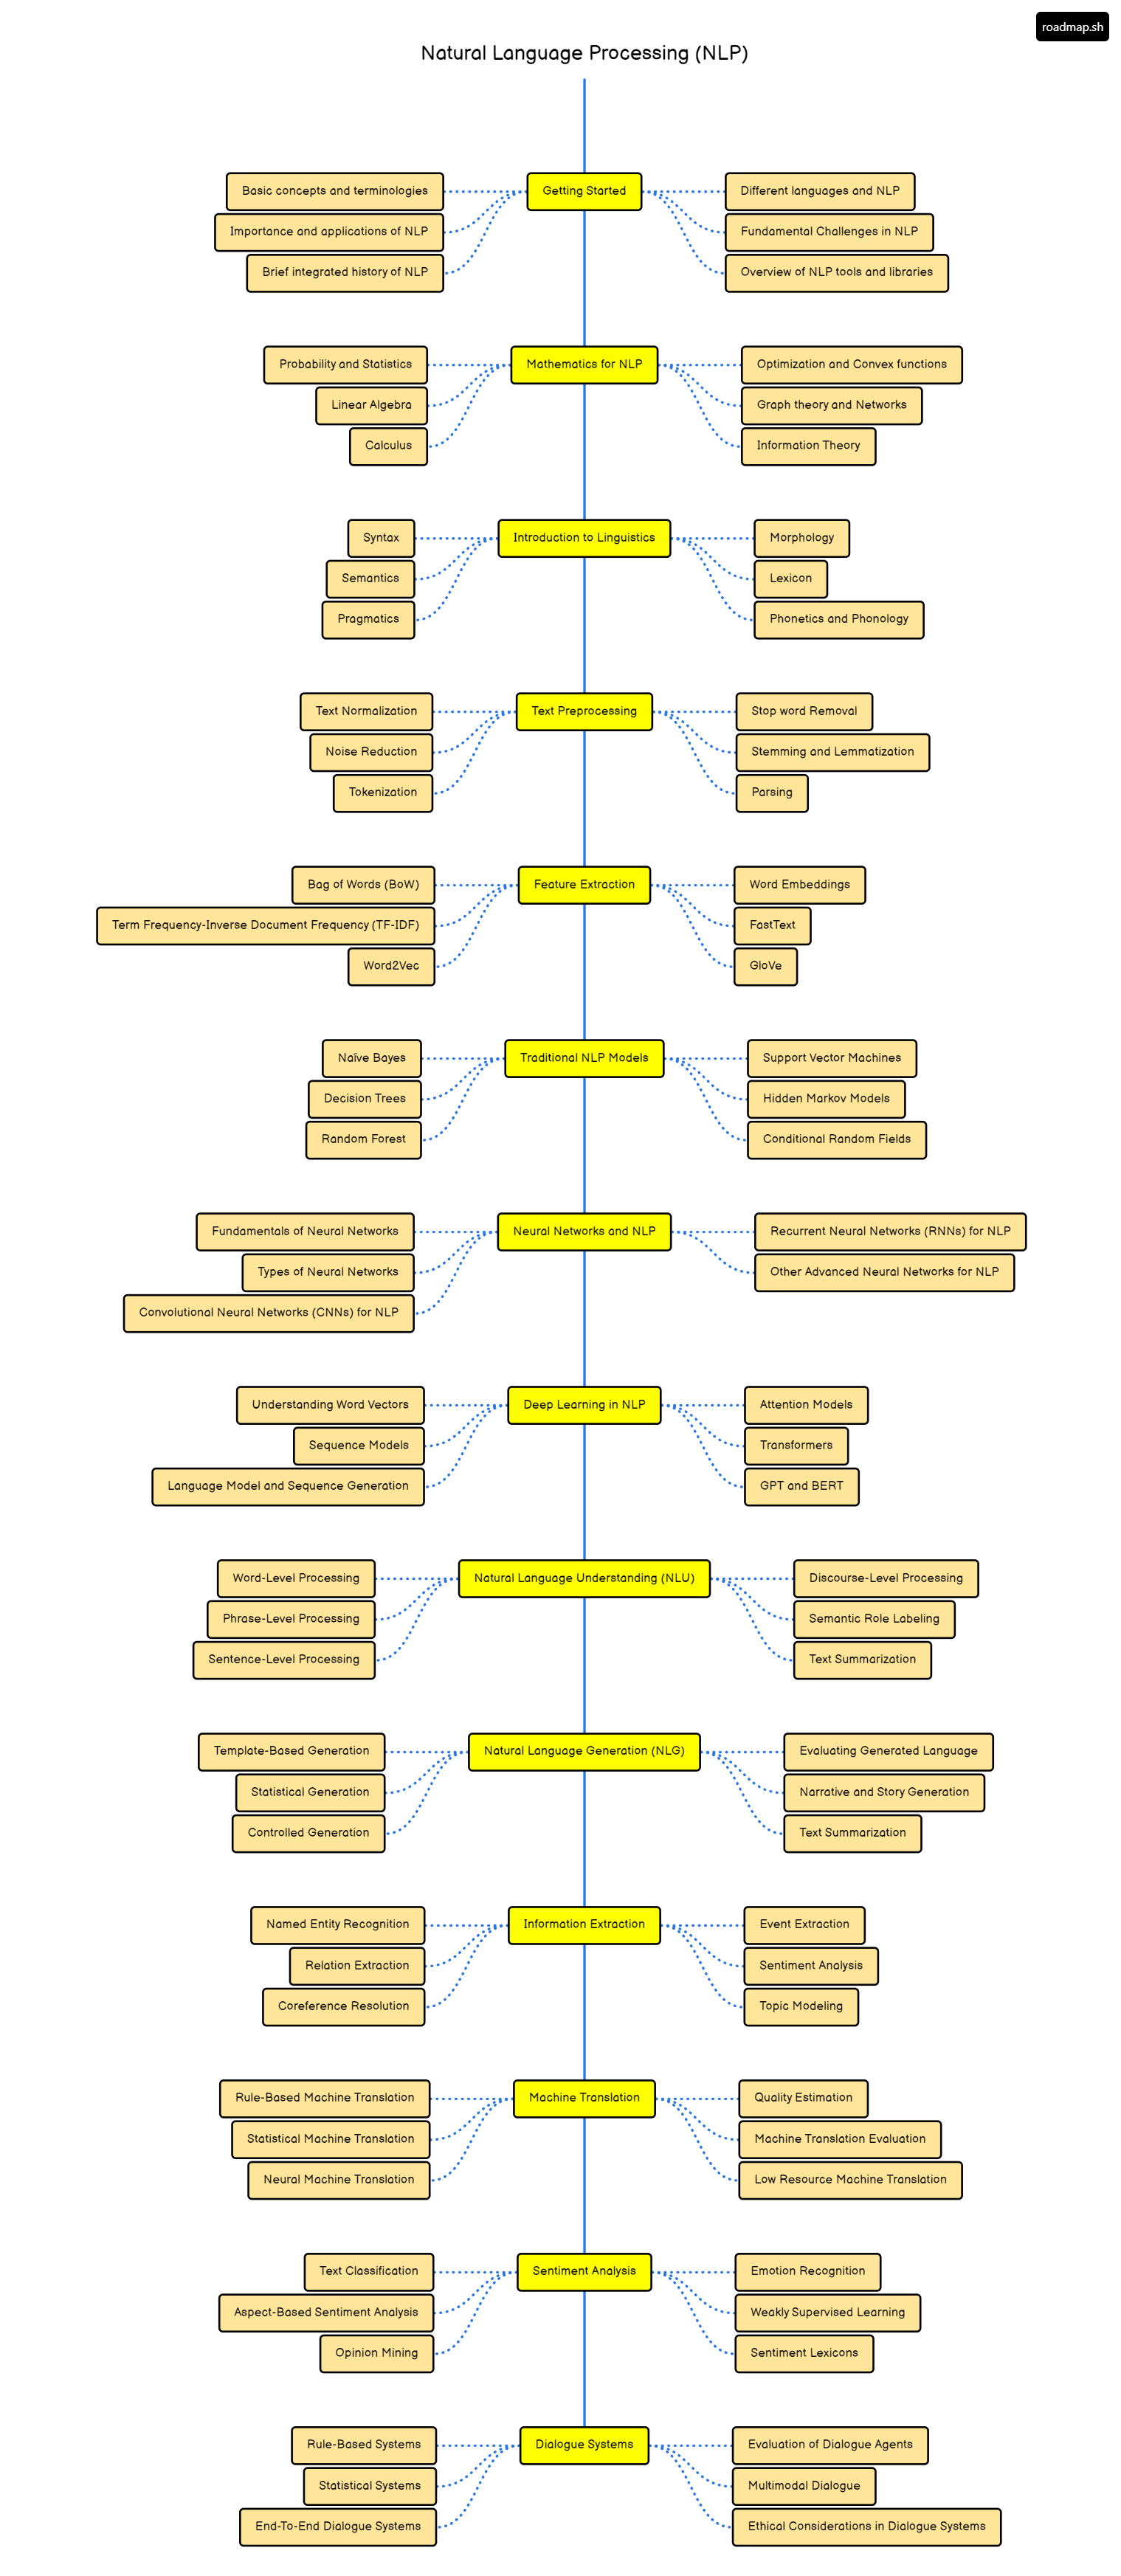 roadmap.sh
Natural Language Processing (NLP)
Getting Started
Basic concepts and terminologies
Importance and applications of NLP
Brief integrated history of NLP
Different languages and NLP
Fundamental Challenges in NLP
Overview of NLP tools and libraries
Mathematics for NLP
Probability and Statistics
Linear Algebra
Calculus
Optimization and Convex functions
Graph theory and Networks
Information Theory
Introduction to Linguistics
Syntax
Semantics
Pragmatics
Morphology
Lexicon
Phonetics and Phonology
Text Preprocessing
Text Normalization
Noise Reduction
Tokenization
Stop word Removal
Stemming and Lemmatization
Parsing
Feature Extraction
Bag of Words (BoW)
Term Frequency-Inverse Document Frequency (TF-IDF)
Word2Vec
Word Embeddings
FastText
GloVe
Traditional NLP Models
Naïve Bayes
Decision Trees
Random Forest
Support Vector Machines
Hidden Markov Models
Conditional Random Fields
Neural Networks and NLP
Fundamentals of Neural Networks
Types of Neural Networks
Convolutional Neural Networks (CNNs) for NLP
Recurrent Neural Networks (RNNs) for NLP
Other Advanced Neural Networks for NLP
Deep Learning in NLP
Understanding Word Vectors
Sequence Models
Language Model and Sequence Generation
Attention Models
Transformers
GPT and BERT
Natural Language Understanding (NLU)
Word-Level Processing
Phrase-Level Processing
Sentence-Level Processing
Discourse-Level Processing
Semantic Role Labeling
Text Summarization
Natural Language Generation (NLG)
Template-Based Generation
Statistical Generation
Controlled Generation
Evaluating Generated Language
Narrative and Story Generation
Text Summarization
Information Extraction
Named Entity Recognition
Relation Extraction
Coreference Resolution
Event Extraction
Sentiment Analysis
Topic Modeling
Machine Translation
Rule-Based Machine Translation
Statistical Machine Translation
Neural Machine Translation
Quality Estimation
Machine Translation Evaluation
Low Resource Machine Translation
Sentiment Analysis
Text Classification
Aspect-Based Sentiment Analysis
Opinion Mining
Emotion Recognition
Weakly Supervised Learning
Sentiment Lexicons
Dialogue Systems
Rule-Based Systems
Statistical Systems
End-To-End Dialogue Systems
Evaluation of Dialogue Agents
Multimodal Dialogue
Ethical Considerations in Dialogue Systems